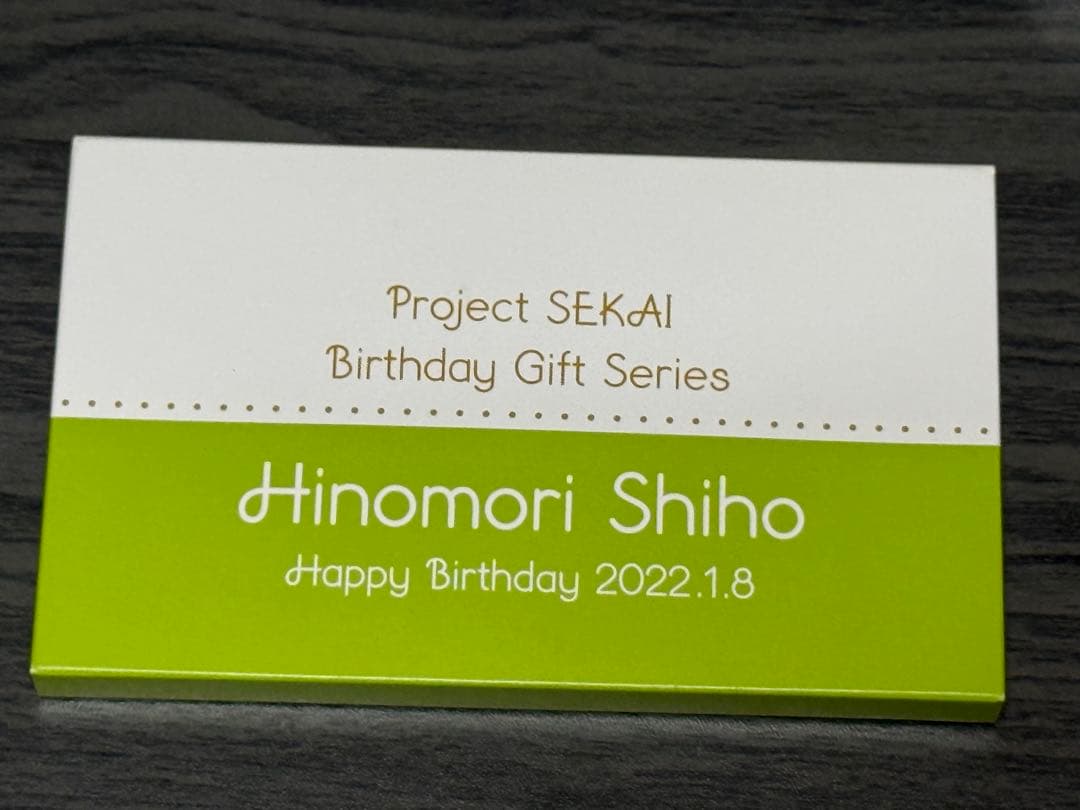 Project SEKAI
Birthday Gift Series
Hinomori Shiho
Happy Birthday 2022.1.8